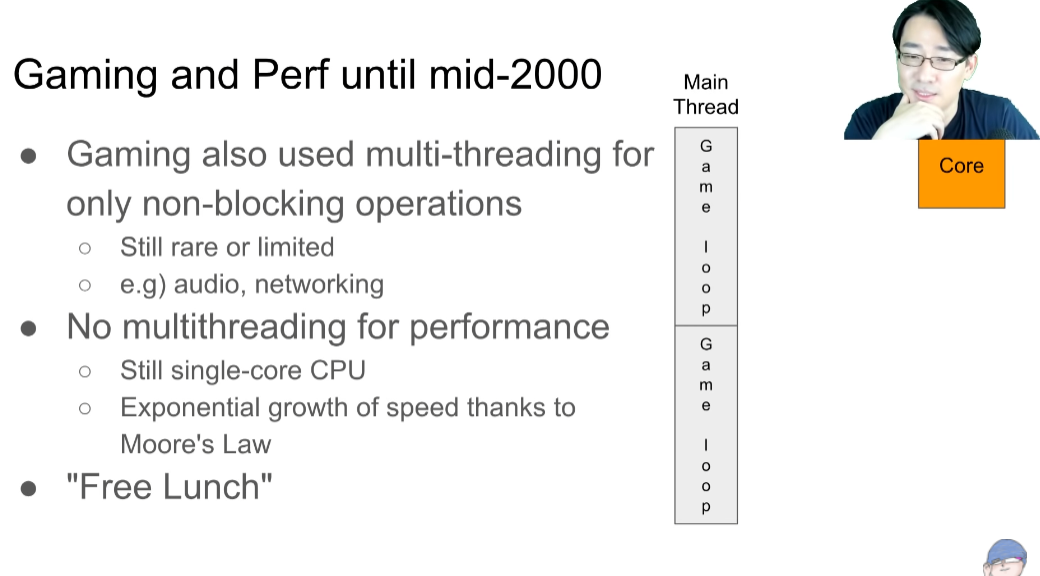 Gaming and Perf until mid-2000
● Gaming also used multi-threading for
only non-blocking operations
○ Still rare or limited
○ e.g) audio, networking
● No multithreading for performance
○ Still single-core CPU
○ Exponential growth of speed thanks to
Moore's Law
● "Free Lunch"
Main
Thread
Game loop
Game loop
Core